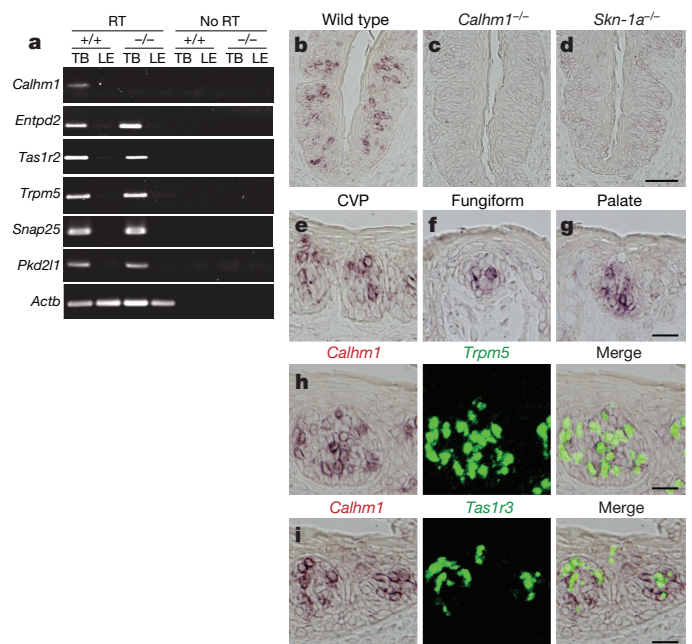 a
RT No RT
+/+ −/− +/+ −/−
TB LE TB LE TB LE TB LE
Calhm1
Entpd2
Tas1r2
Trpm5
Snap25
Pkd2l1
Actb
Wild type Calhm1−/− Skn-1a−/−
b c d
CVP Fungiform Palate
e f g
Calhm1 Trpm5 Merge
h
Calhm1 Tas1r3 Merge
i